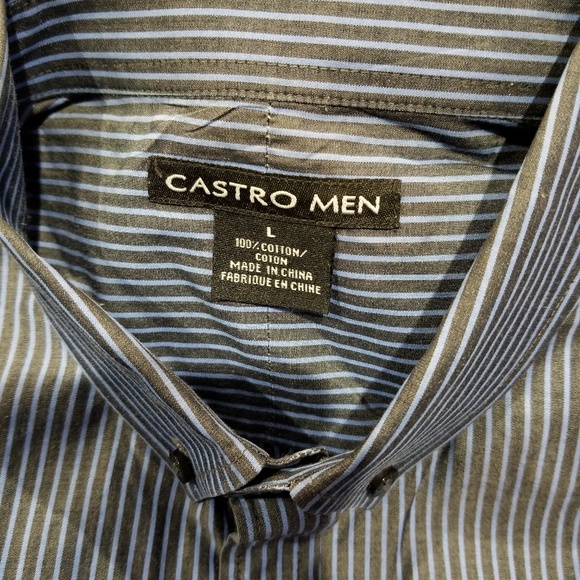 CASTRO MEN
L
100% COTTON/
COTON
MADE IN CHINA
FABRIQUE EN CHINE